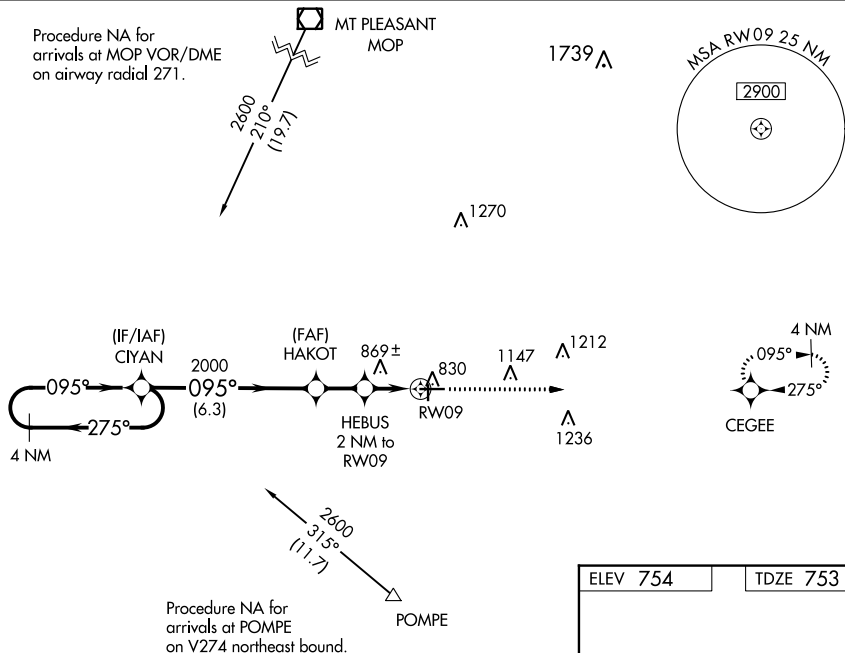 Procedure NA for
arrivals at MOP VOR/DME
on airway radial 271.
MT PLEASANT
MOP
1739
MSA RW09 25 NM
2900
2600
210°
(19.7)
1270
(IF/IAF)
CIYAN
2000
095°
(6.3)
095°
275°
4 NM
(FAF)
HAKOT
869±
830
1147
1212
HEBUS
2 NM to
RW09
RW09
1236
4 NM
095°
275°
CEGEE
2600
315°
(11.7)
POMPE
Procedure NA for
arrivals at POMPE
on V274 northeast bound.
ELEV 754
TDZE 753